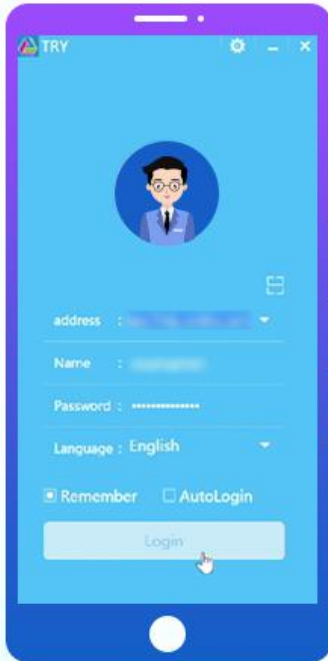 TRY
address :
Name :
Password : ••••••••••••••
Language : English
Remember AutoLogin
Login